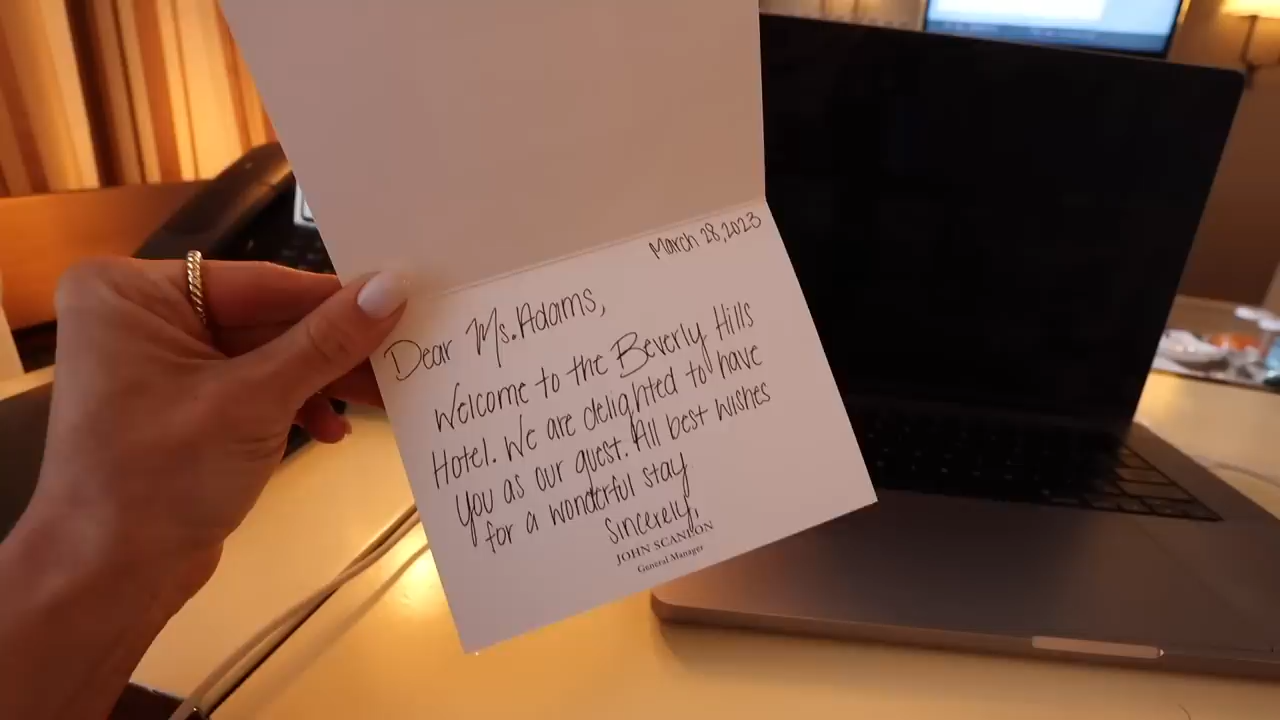 March 28, 2023
Dear Ms. Adams,
Welcome to the Beverly Hills
Hotel. We are delighted to have
you as our guest. All best wishes
for a wonderful stay
Sincerely,
JOHN SCANLON
General Manager